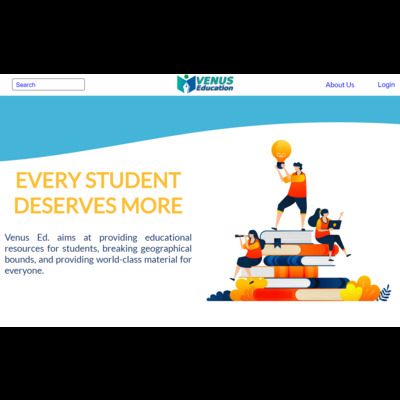 Search
VENUS
Education
About Us
Login
EVERY STUDENT
DESERVES MORE
Venus Ed. aims at providing educational
resources for students, breaking geographical
bounds, and providing world-class material for
everyone.